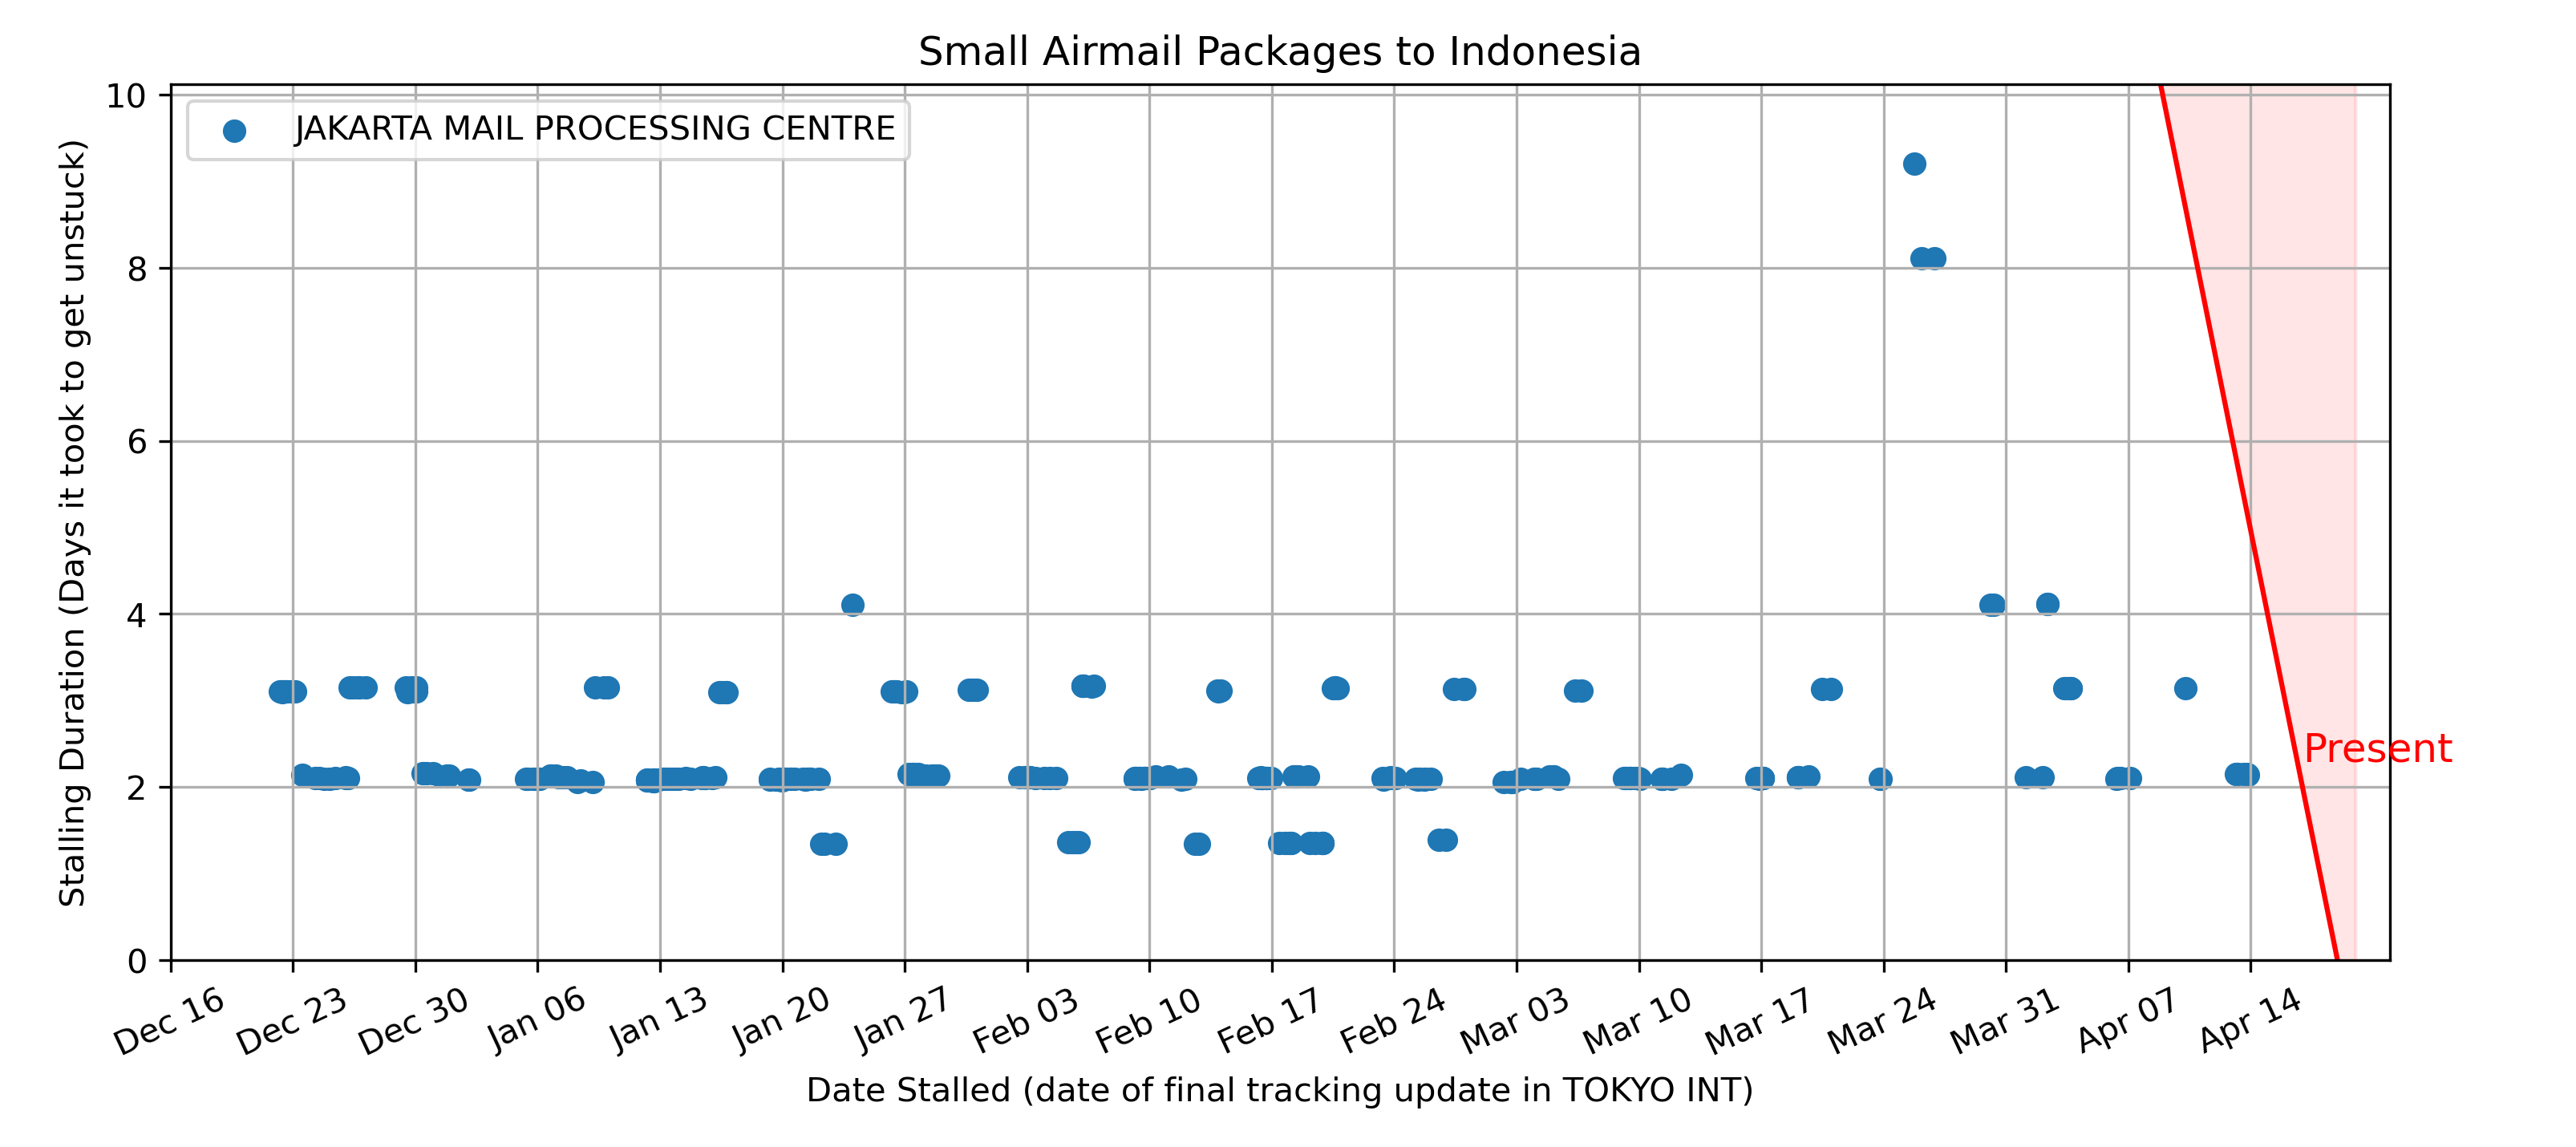 Small Airmail Packages to Indonesia
10
JAKARTA MAIL PROCESSING CENTRE
8
6
4
2
0
Stalling Duration (Days it took to get unstuck)
Present
Dec 16
Dec 23
Dec 30
Jan 06
Jan 13
Jan 20
Jan 27
Feb 03
Feb 10
Feb 17
Feb 24
Mar 03
Mar 10
Mar 17
Mar 24
Mar 31
Apr 07
Apr 14
Date Stalled (date of final tracking update in TOKYO INT)